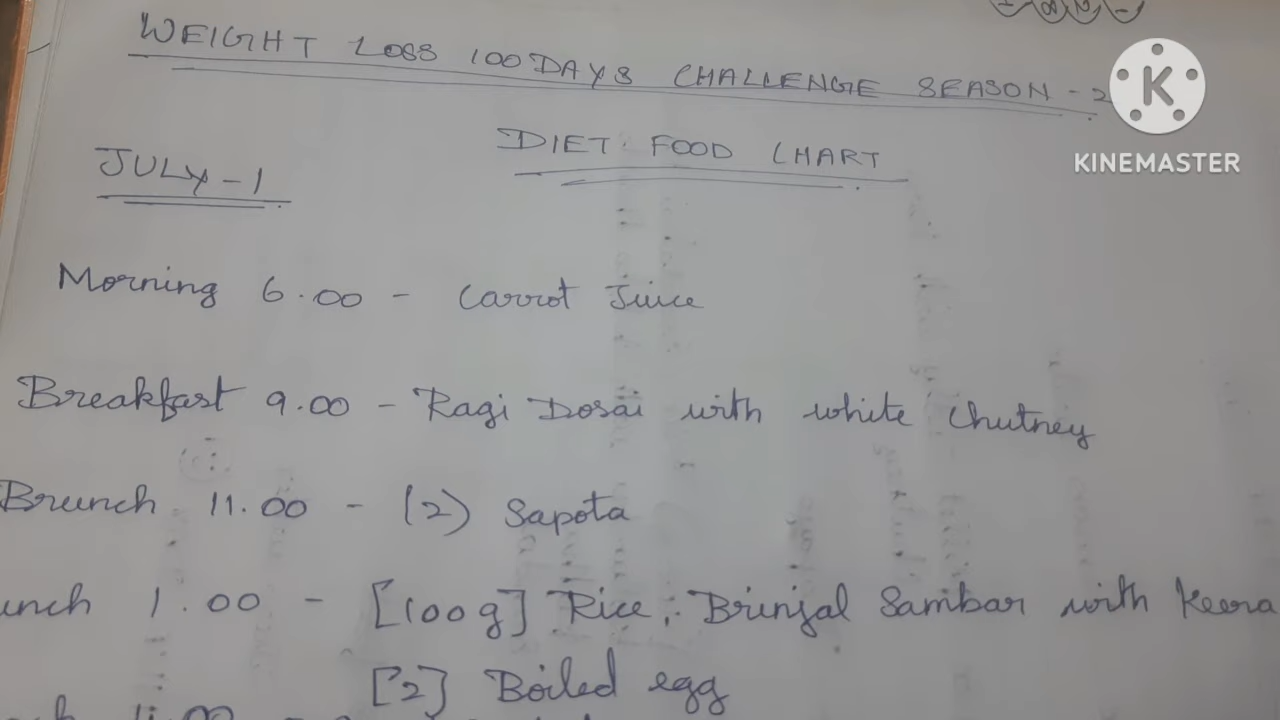 WEIGHT LOSS 100DAYS CHALLENGE SEASON - 2
DIET FOOD CHART
JULY - 1
Morning 6.00 - Carrot Juice
Breakfast 9.00 - Ragi Dosai with white Chutney
Brunch 11.00 - (2) Sapota
unch 1.00 - [100g] Rice, Brinjal Sambar with Keera
[2] Boiled egg
K
KINEMASTER